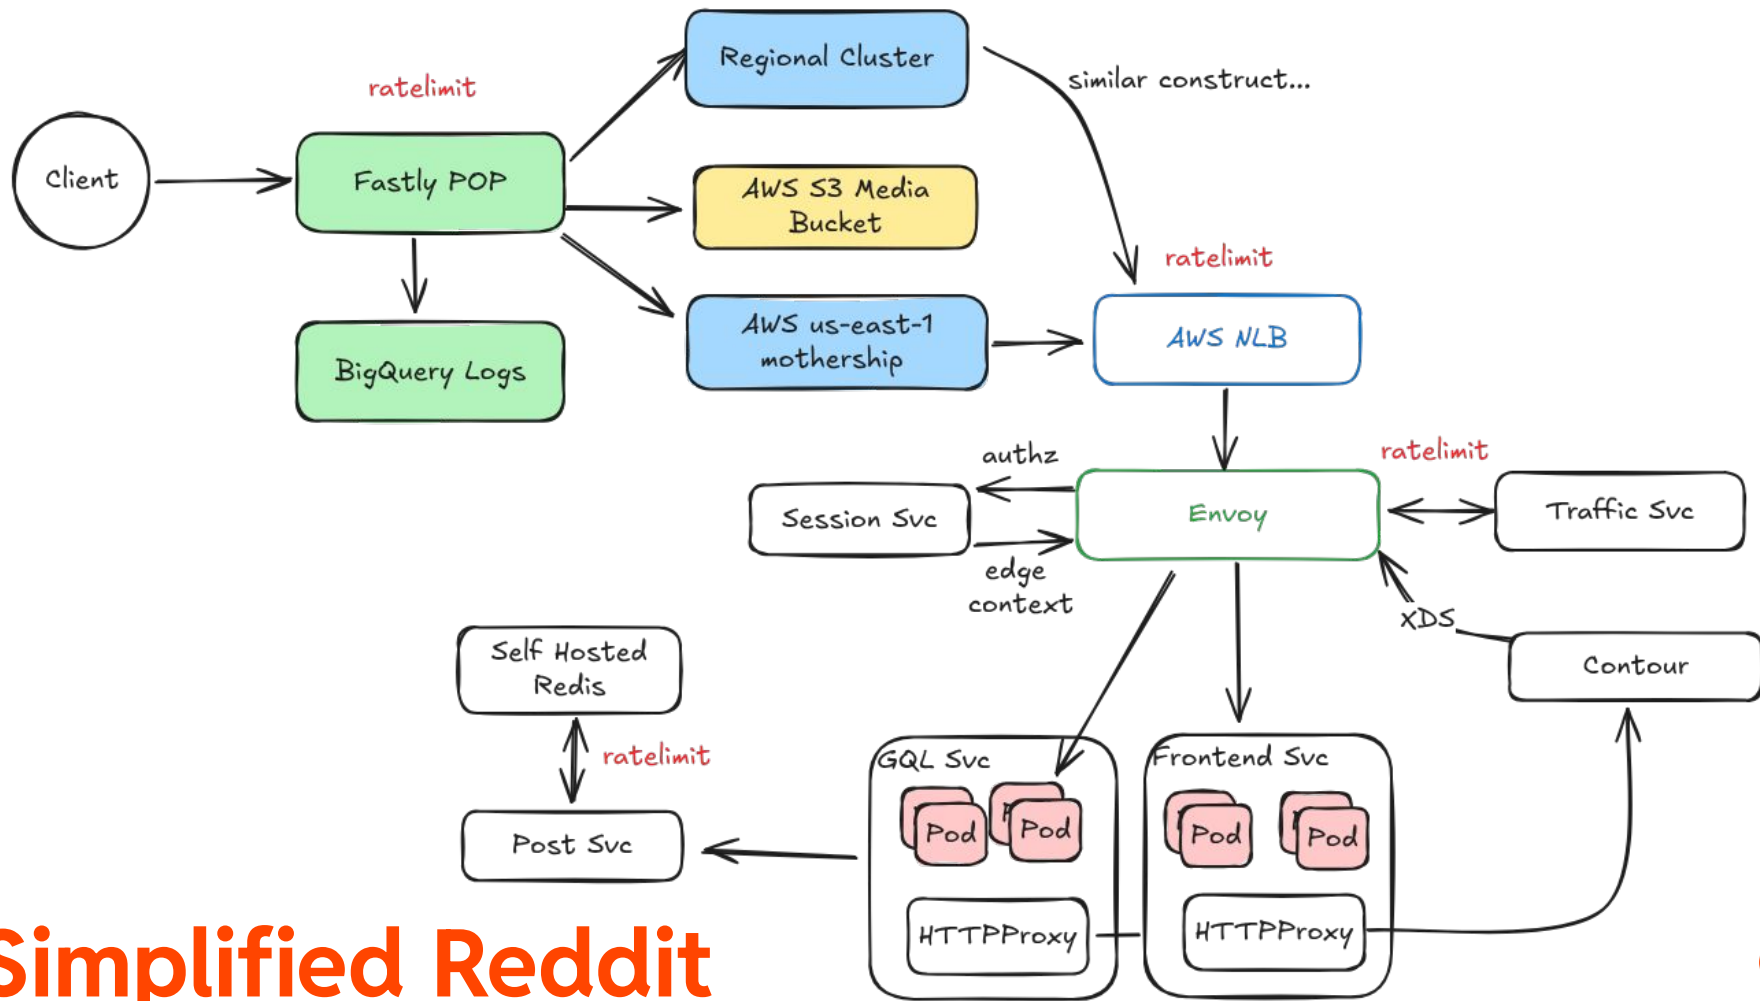 Regional Cluster
similar construct...
ratelimit
Client
Fastly POP
AWS S3 Media
Bucket
ratelimit
AWS us-east-1
mothership
AWS NLB
BigQuery Logs
authz
ratelimit
Session Svc
Envoy
Traffic Svc
edge
context
XDS
Self Hosted
Redis
Contour
ratelimit
GQL Svc
Frontend Svc
Pod
Pod
Pod
Pod
Post Svc
HTTPProxy
HTTPProxy
Simplified Reddit